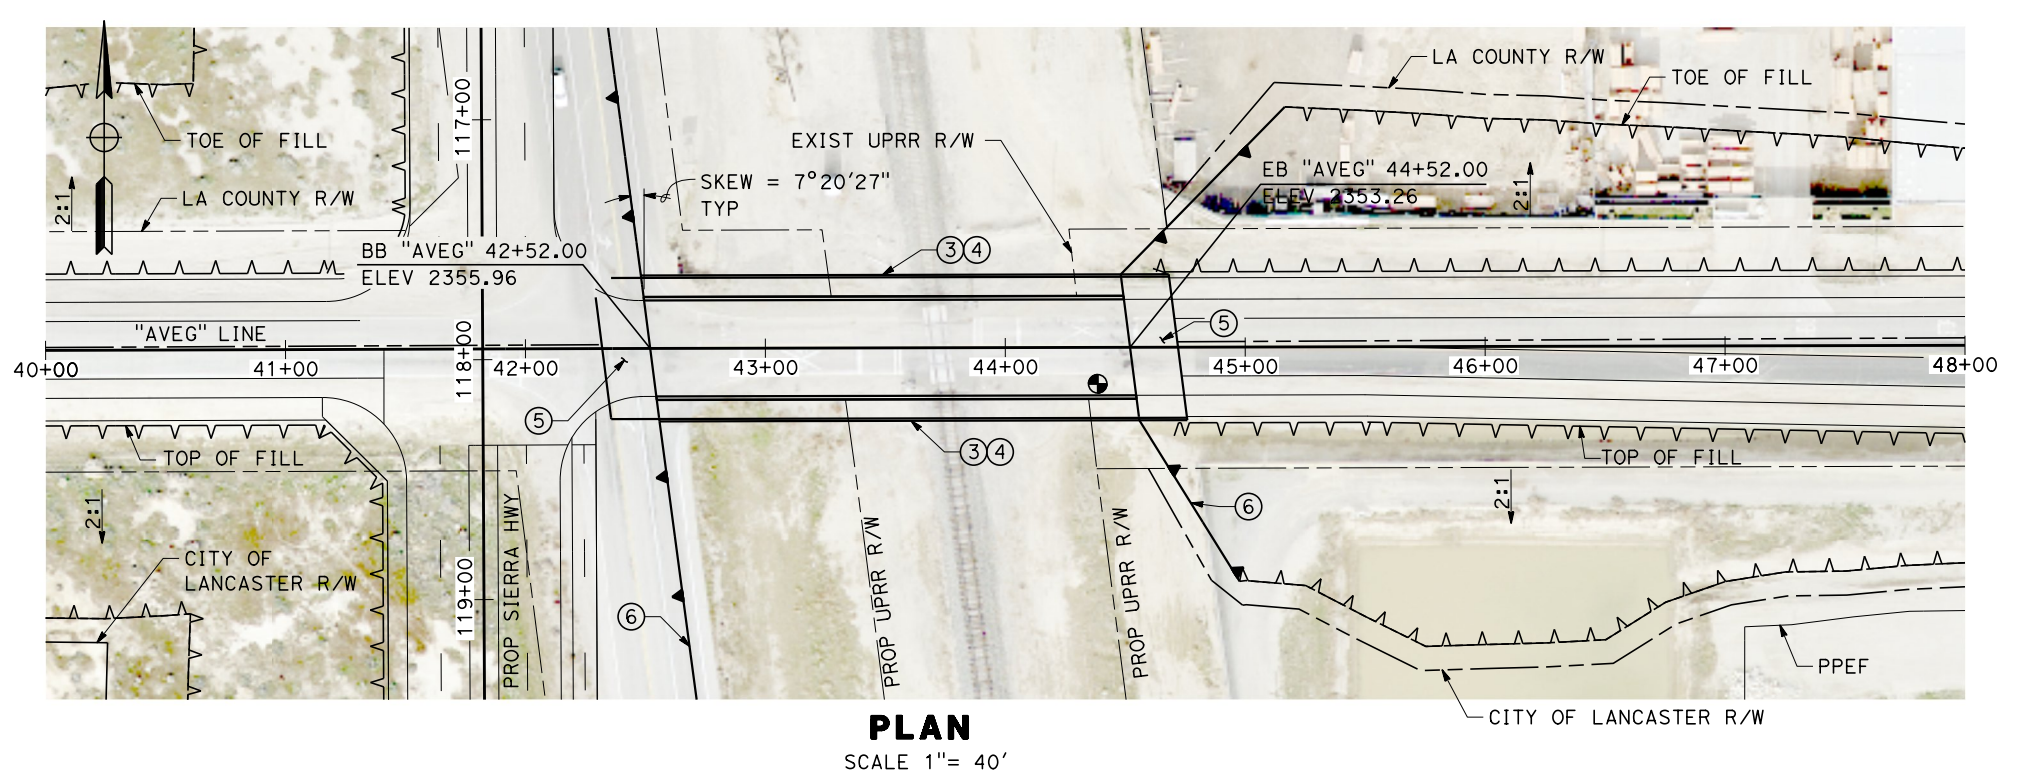 LA COUNTY R/W
TOE OF FILL
117+00
TOE OF FILL
EXIST UPRR R/W
EB "AVEG" 44+52.00
ELEV 2353.26
2:1
SKEW = 7°20'27"
TYP
2:1
LA COUNTY R/W
BB "AVEG" 42+52.00
ELEV 2355.96
3 4
5
"AVEG" LINE
118+00
40+00
41+00
42+00
43+00
44+00
45+00
46+00
47+00
48+00
5
3 4
TOP OF FILL
TOP OF FILL
2:1
2:1
6
CITY OF
LANCASTER R/W
119+00
PROP SIERRA HWY
6
PROP UPRR R/W
PROP UPRR R/W
PPEF
CITY OF LANCASTER R/W
PLAN
SCALE 1"= 40'